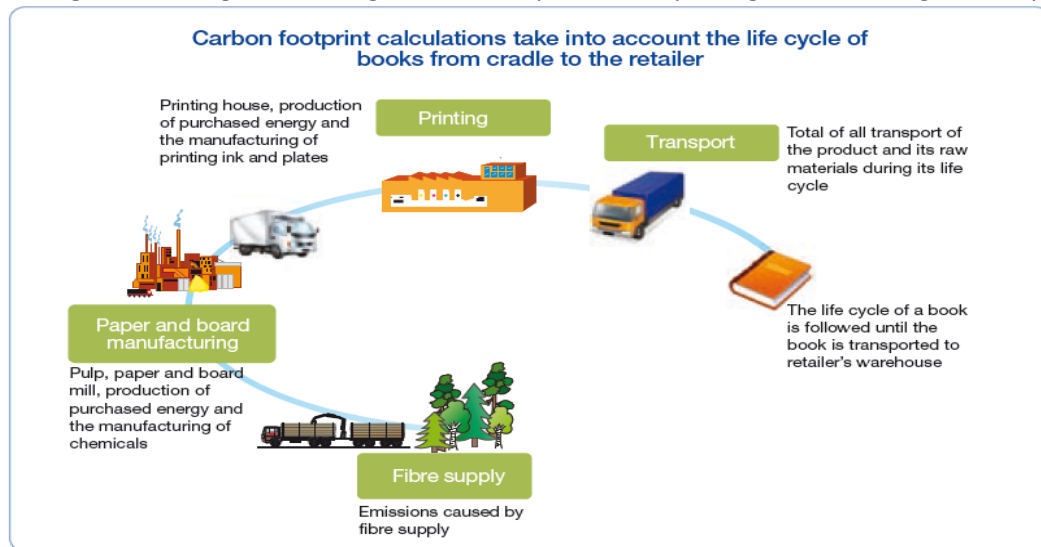 Carbon footprint calculations take into account the life cycle of
books from cradle to the retailer
Printing house, production
of purchased energy and
the manufacturing of
printing ink and plates
Printing
Transport
Total of all transport of
the product and its raw
materials during its life
cycle
The life cycle of a book
is followed until the
book is transported to
retailer's warehouse
Paper and board
manufacturing
Pulp, paper and board
mill, production of
purchased energy and
the manufacturing of
chemicals
Fibre supply
Emissions caused by
fibre supply